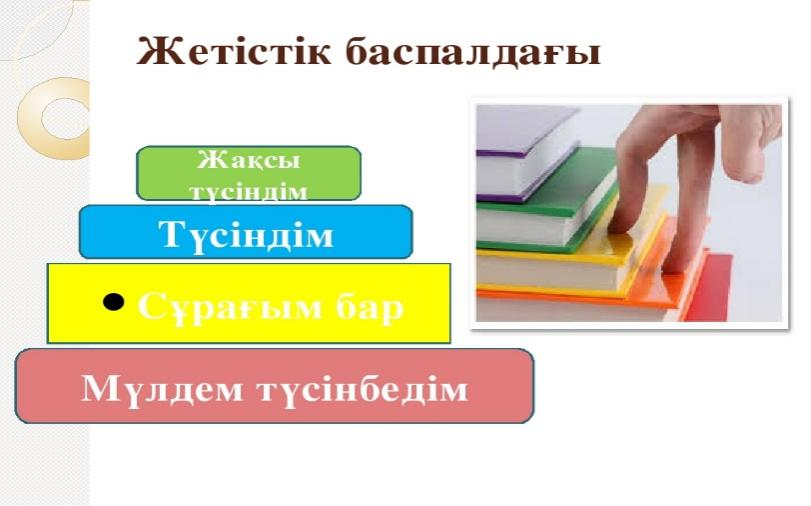 Жетістік баспалдағы
Жақсы
түсіндім
Түсіндім
• Сұрағым бар
Мүлдем түсінбедім